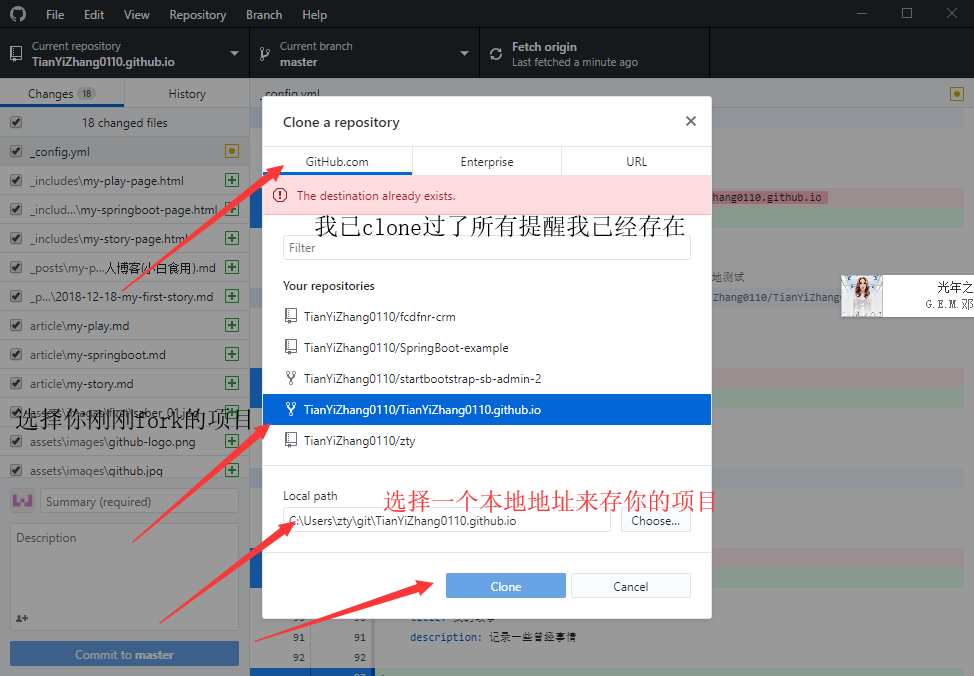 File Edit View Repository Branch Help
Current repository
TianYiZhang0110.github.io
Current branch
master
Fetch origin
Last fetched a minute ago
Changes 18
History
_config.yml
18 changed files
_config.yml
_includes\my-play-page.html
_includ...\my-springboot-page.html
_includes\my-story-page.html
_posts\my-p...人博客(小白食用).md
_p...\2018-12-18-my-first-story.md
article\my-play.md
article\my-springboot.md
article\my-story.md
选择你刚刚fork的项目
assets\images\github-logo.png
assets\images\github.jpg
Summary (required)
Description
Commit to master
Clone a repository
GitHub.com
Enterprise
URL
The destination already exists.
我已clone过了所有提醒我已经存在
Filter
Your repositories
TianYiZhang0110/fcdfnr-crm
TianYiZhang0110/SpringBoot-example
TianYiZhang0110/startbootstrap-sb-admin-2
TianYiZhang0110/TianYiZhang0110.github.io
TianYiZhang0110/zty
Local path
选择一个本地地址来存你的项目
C:\Users\zty\git\TianYiZhang0110.github.io
Choose...
Clone
Cancel
hang0110.github.io
地测试
Zhang0110/TianYiZhang
光年之
G.E.M.邓
91 91 description: 记录一些曾经事情
92 92